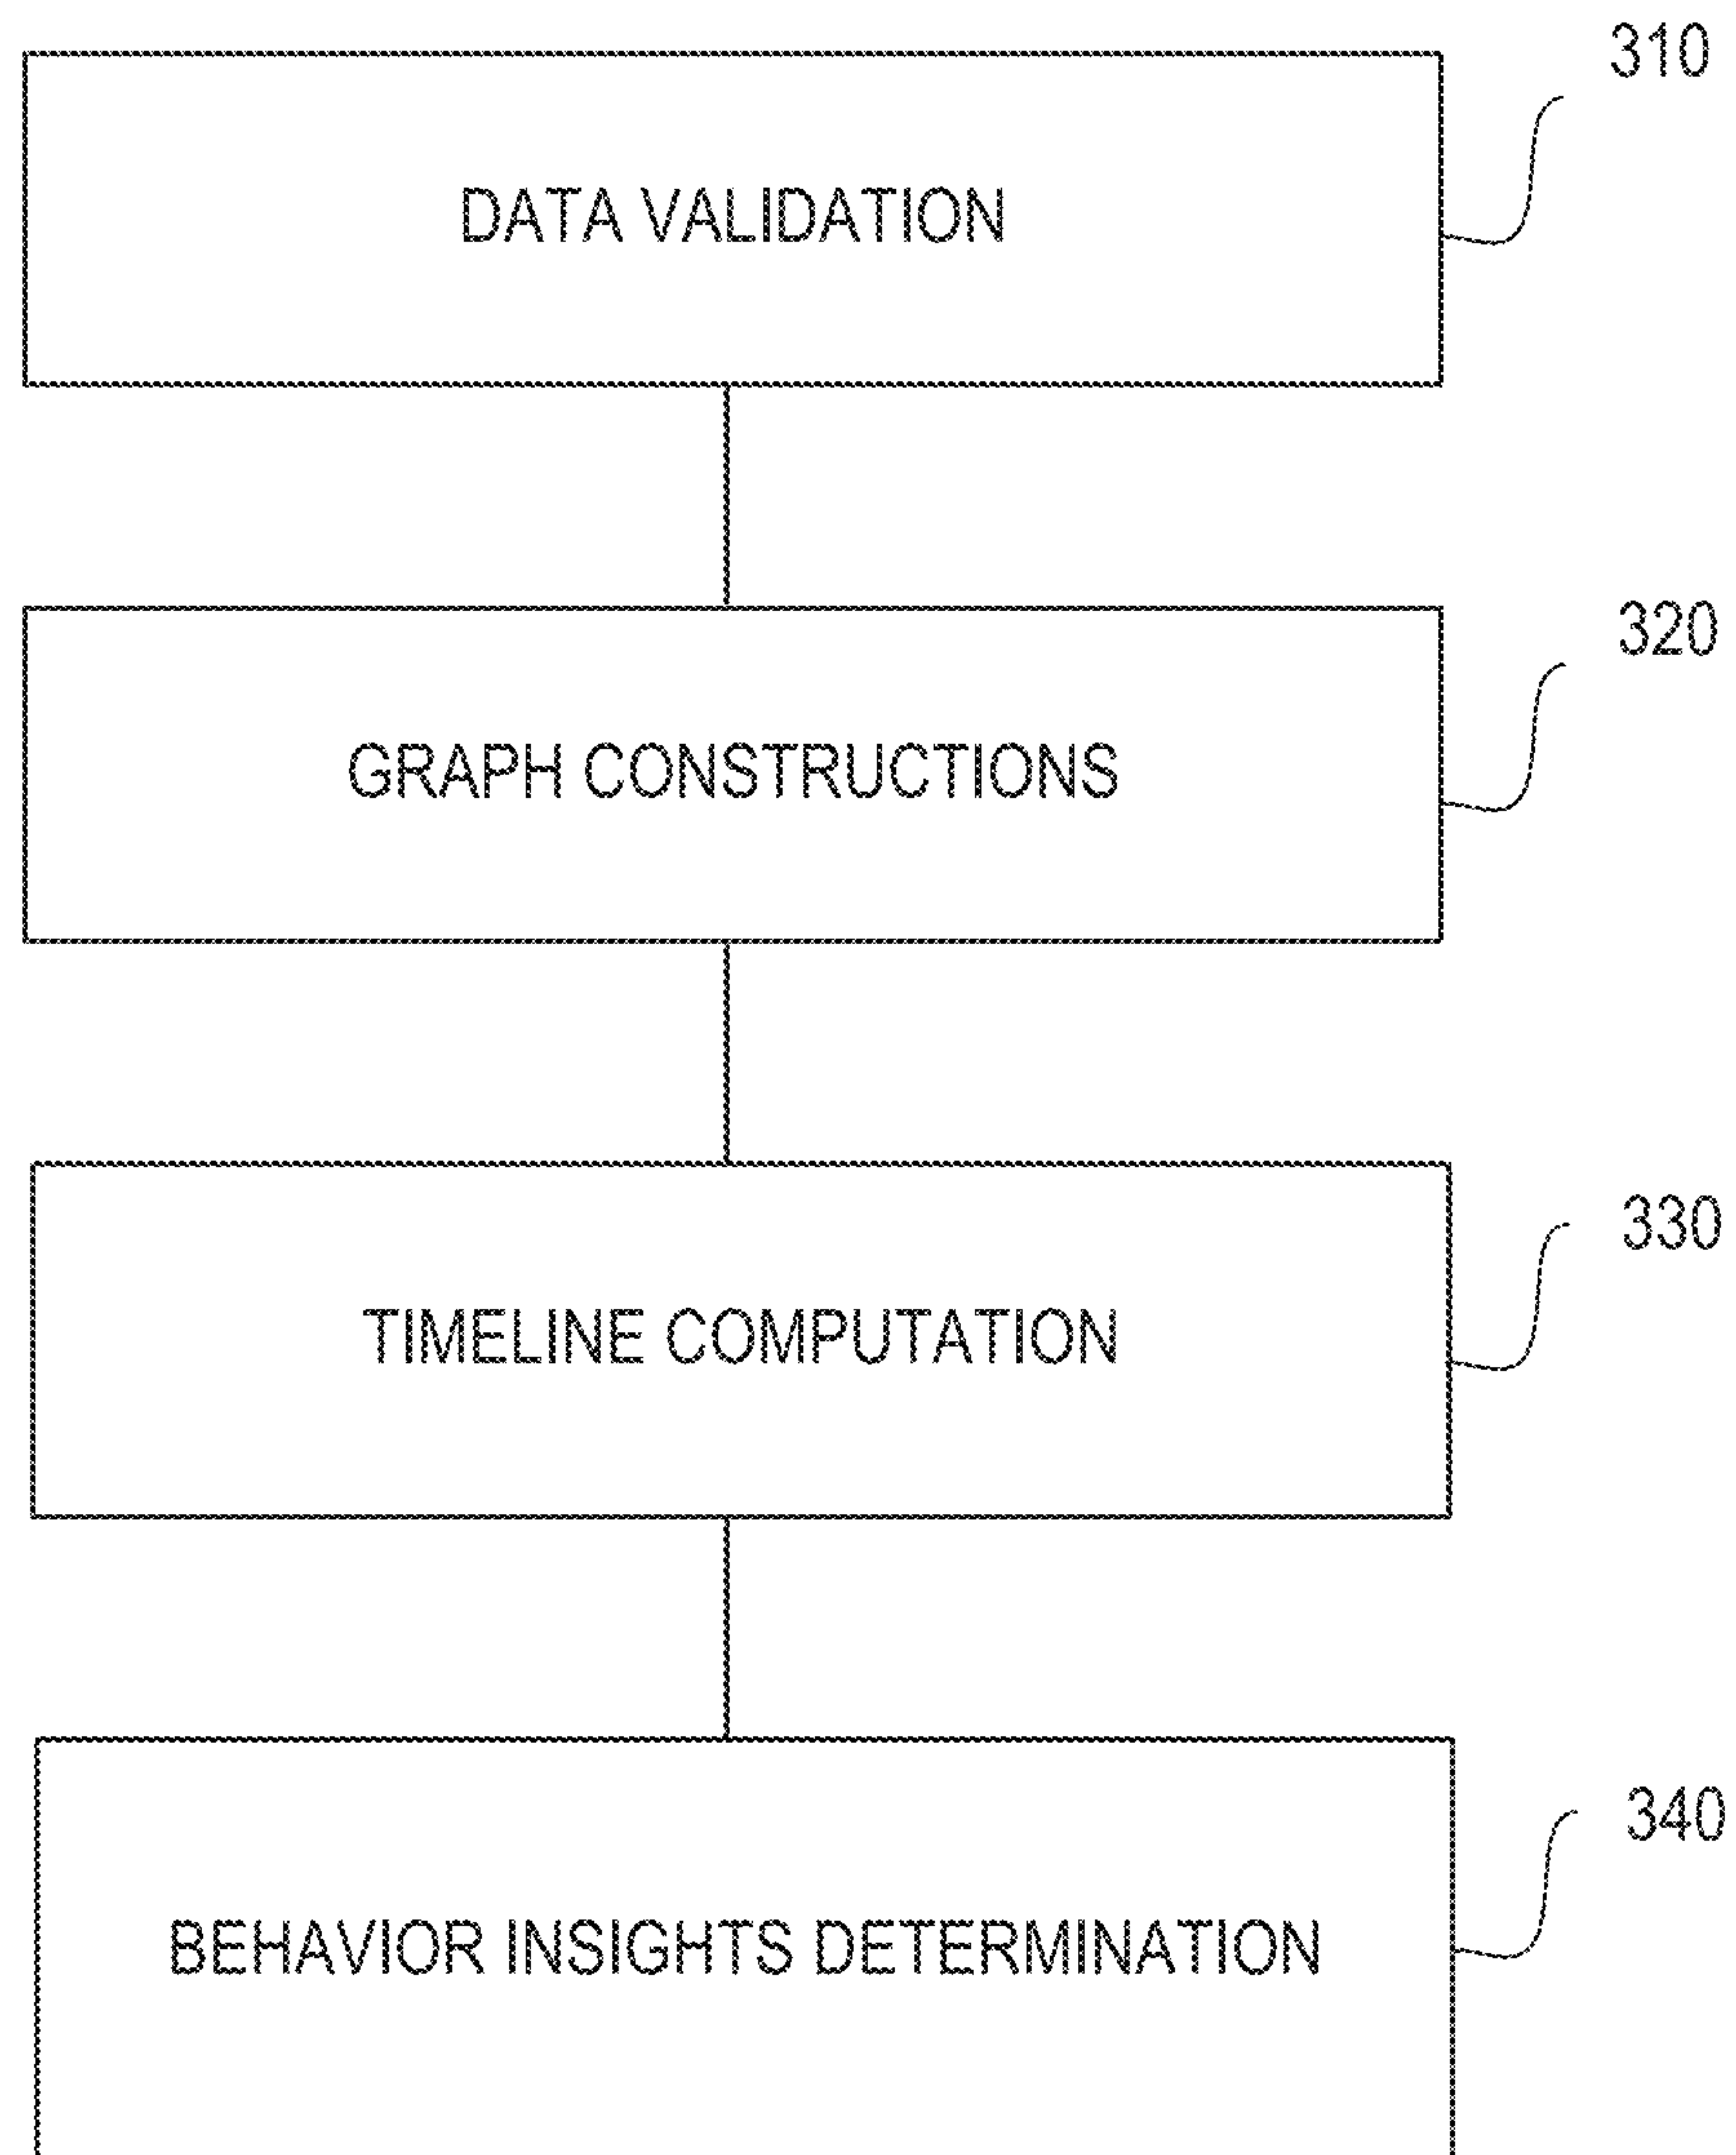 310
DATA VALIDATION
320
GRAPH CONSTRUCTIONS
330
TIMELINE COMPUTATION
340
BEHAVIOR INSIGHTS DETERMINATION